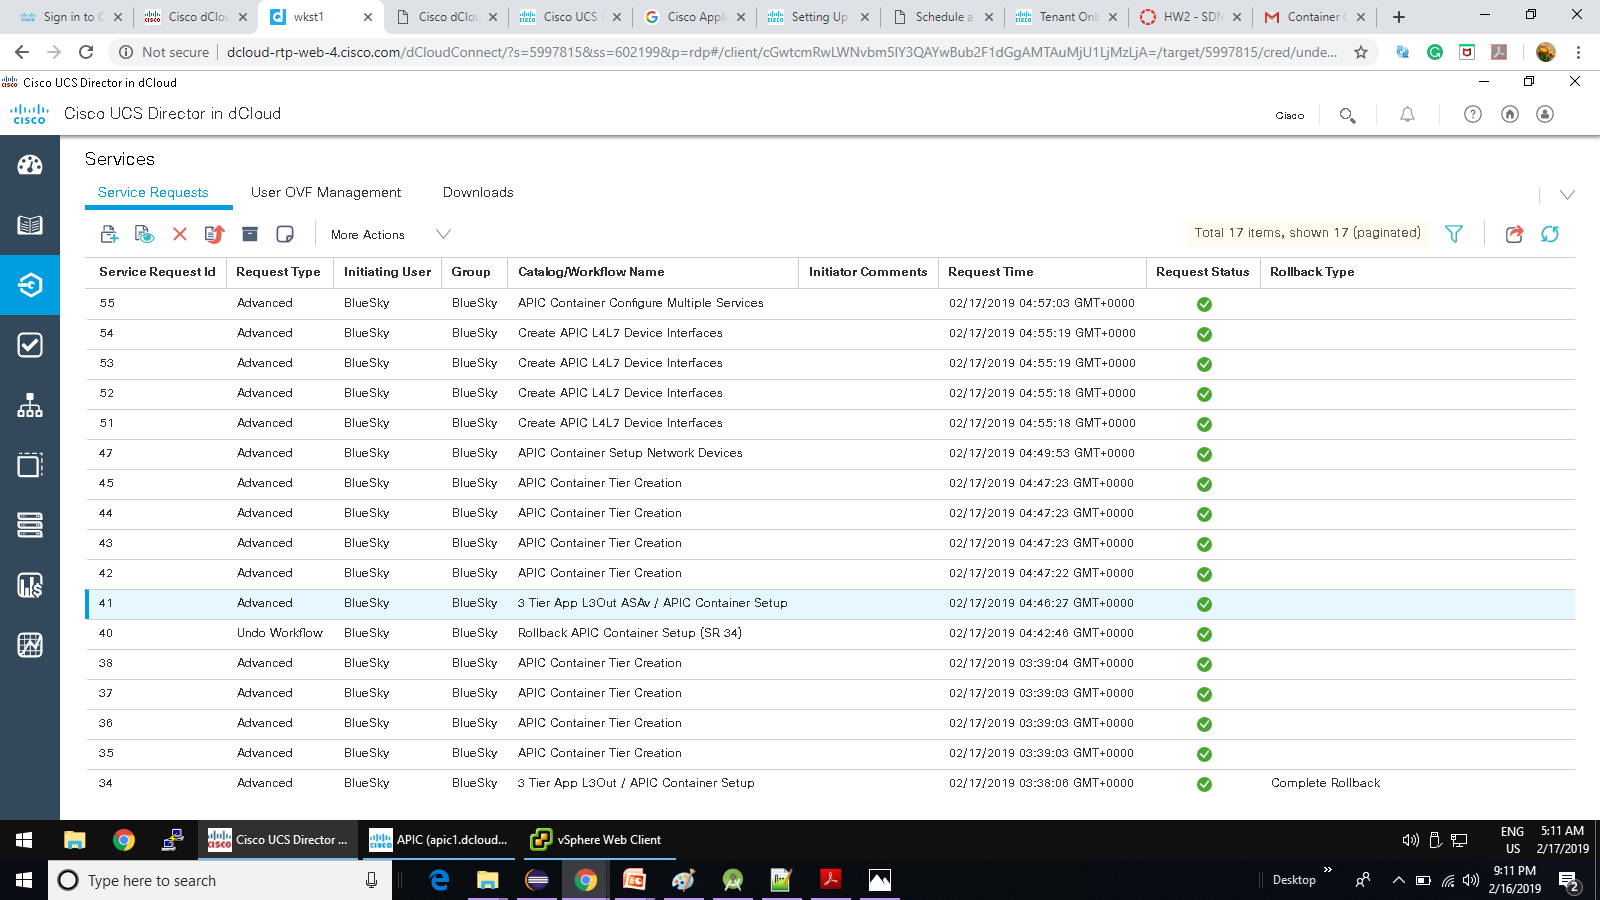 Sign in to C
Cisco dClou
wkst1
Cisco dClou
Cisco UCS D
Cisco Appli
Setting Up
Schedule a
Tenant Onb
HW2 - SDN
Container C
Not secure | dcloud-rtp-web-4.cisco.com/dCloudConnect/?s=5997815&ss=602199&p=rdp#/client/cGwtcmRwLWNvbm5lY3QAYwBub2F1dGgAMTAuMjU1LjMzLjA=/target/5997815/cred/unde...
Cisco UCS Director in dCloud
cisco Cisco UCS Director in dCloud
Cisco
Services
Service Requests User OVF Management Downloads
More Actions
Total 17 items, shown 17 (paginated)
Service Request Id Request Type Initiating User Group Catalog/Workflow Name Initiator Comments Request Time Request Status Rollback Type
55 Advanced BlueSky BlueSky APIC Container Configure Multiple Services 02/17/2019 04:57:03 GMT+0000
54 Advanced BlueSky BlueSky Create APIC L4L7 Device Interfaces 02/17/2019 04:55:19 GMT+0000
53 Advanced BlueSky BlueSky Create APIC L4L7 Device Interfaces 02/17/2019 04:55:19 GMT+0000
52 Advanced BlueSky BlueSky Create APIC L4L7 Device Interfaces 02/17/2019 04:55:18 GMT+0000
51 Advanced BlueSky BlueSky Create APIC L4L7 Device Interfaces 02/17/2019 04:55:18 GMT+0000
47 Advanced BlueSky BlueSky APIC Container Setup Network Devices 02/17/2019 04:49:53 GMT+0000
45 Advanced BlueSky BlueSky APIC Container Tier Creation 02/17/2019 04:47:23 GMT+0000
44 Advanced BlueSky BlueSky APIC Container Tier Creation 02/17/2019 04:47:23 GMT+0000
43 Advanced BlueSky BlueSky APIC Container Tier Creation 02/17/2019 04:47:23 GMT+0000
42 Advanced BlueSky BlueSky APIC Container Tier Creation 02/17/2019 04:47:22 GMT+0000
41 Advanced BlueSky BlueSky 3 Tier App L3Out ASAv / APIC Container Setup 02/17/2019 04:46:27 GMT+0000
40 Undo Workflow BlueSky BlueSky Rollback APIC Container Setup (SR 34) 02/17/2019 04:42:46 GMT+0000
38 Advanced BlueSky BlueSky APIC Container Tier Creation 02/17/2019 03:39:04 GMT+0000
37 Advanced BlueSky BlueSky APIC Container Tier Creation 02/17/2019 03:39:03 GMT+0000
36 Advanced BlueSky BlueSky APIC Container Tier Creation 02/17/2019 03:39:03 GMT+0000
35 Advanced BlueSky BlueSky APIC Container Tier Creation 02/17/2019 03:39:03 GMT+0000
34 Advanced BlueSky BlueSky 3 Tier App L3Out / APIC Container Setup 02/17/2019 03:38:06 GMT+0000 Complete Rollback
Cisco UCS Director ...
APIC (apic1.dcloud...
vSphere Web Client
ENG
US
5:11 AM
2/17/2019
Type here to search
Desktop
9:11 PM
2/16/2019
2